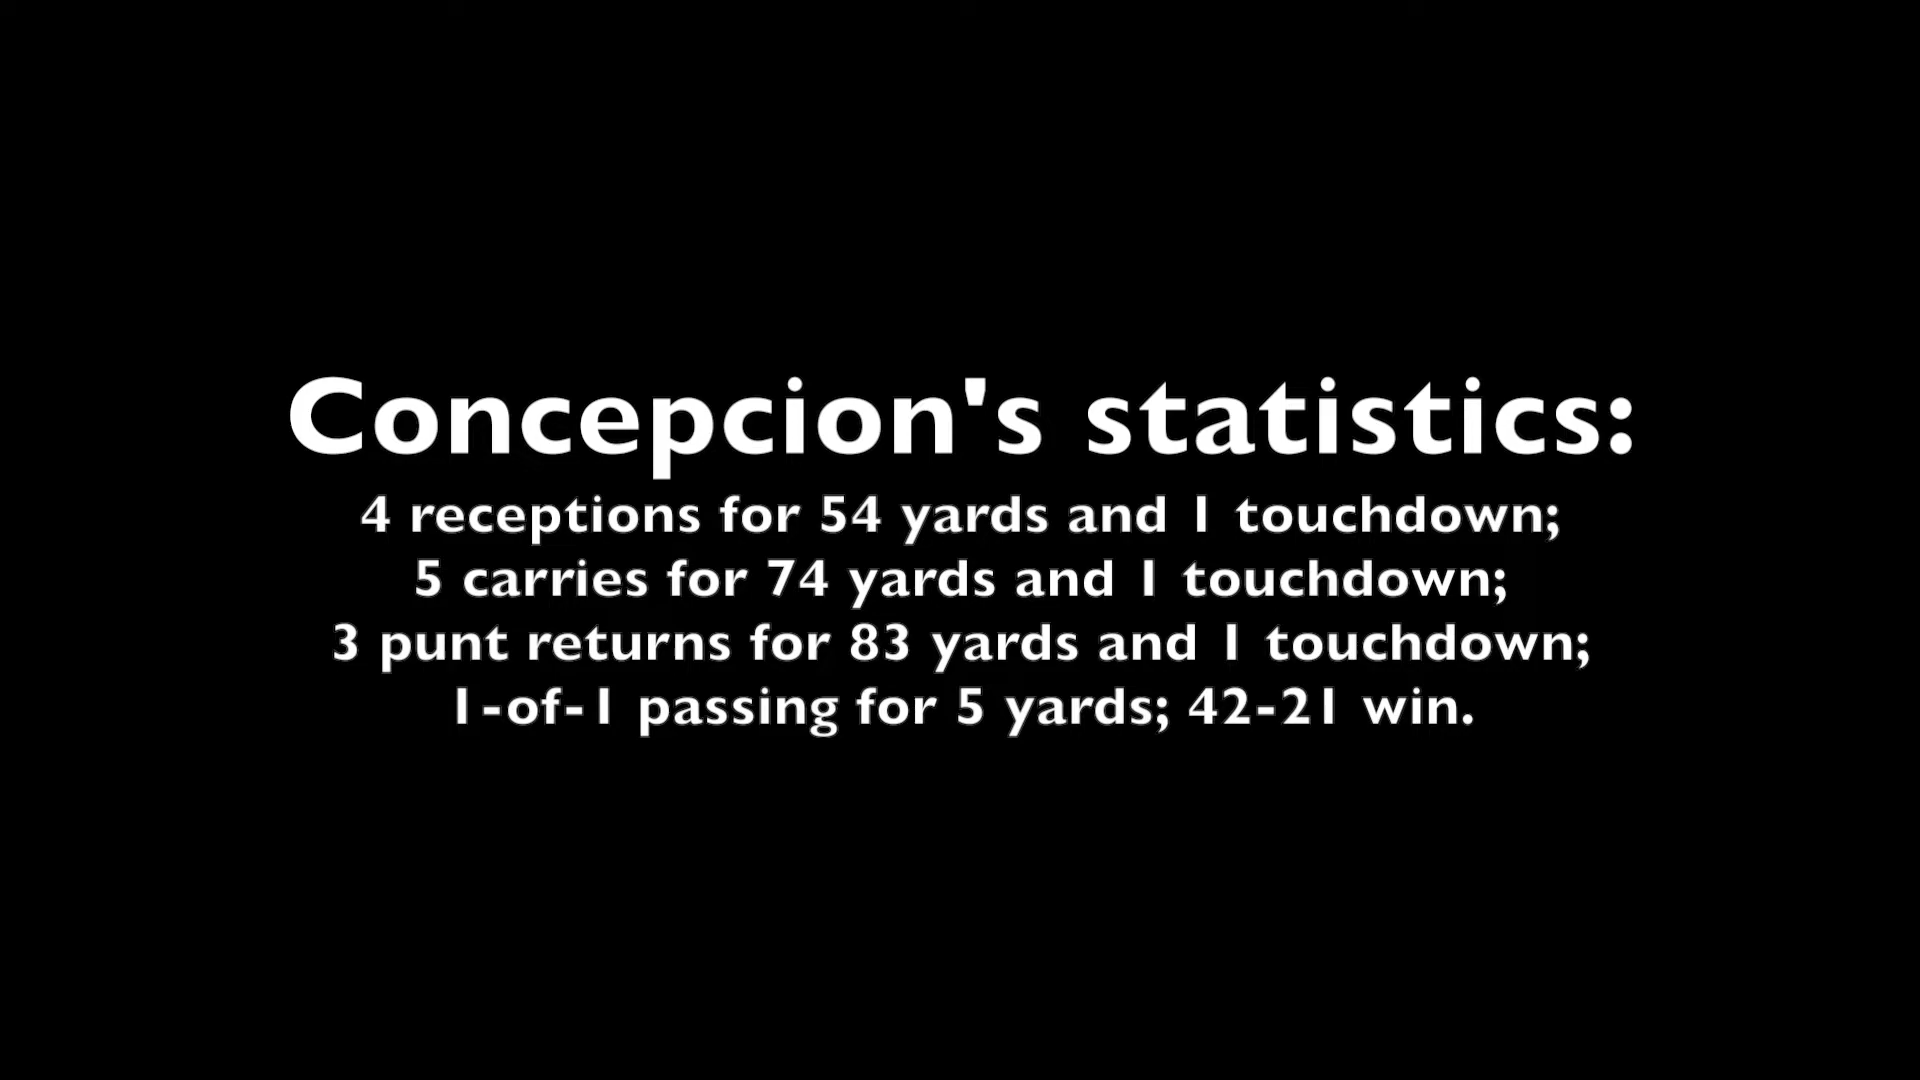 Concepcion's statistics:
4 receptions for 54 yards and 1 touchdown;
5 carries for 74 yards and 1 touchdown;
3 punt returns for 83 yards and 1 touchdown;
1-of-1 passing for 5 yards; 42-21 win.